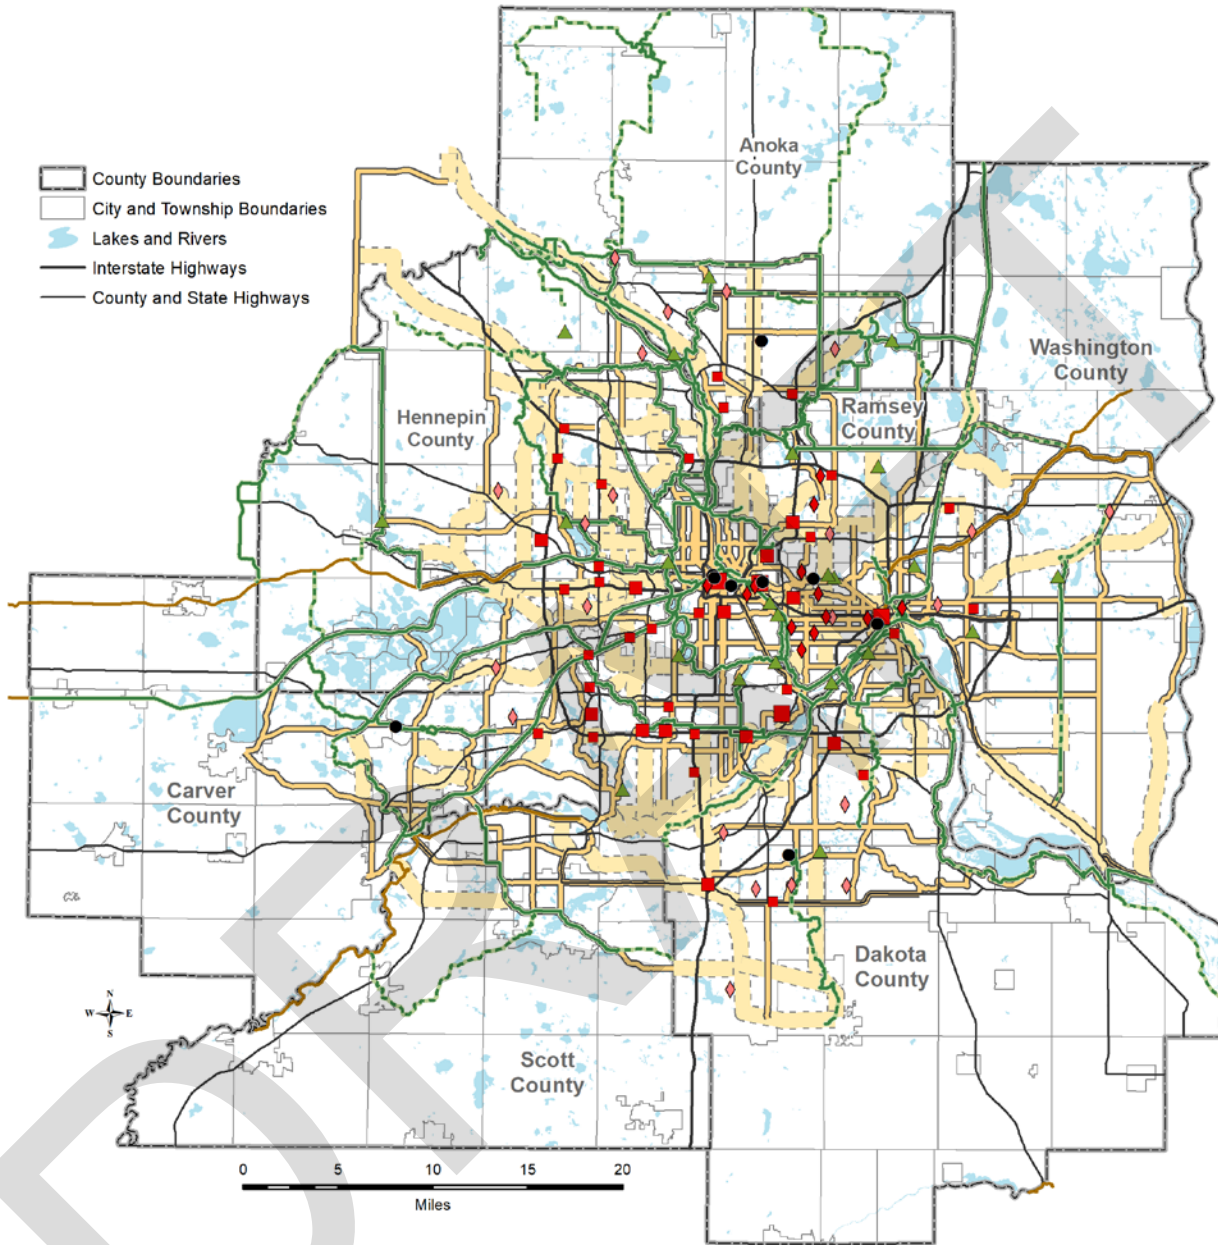 Anoka
County
County Boundaries
City and Township Boundaries
Lakes and Rivers
Interstate Highways
County and State Highways
Washington
County
Hennepin
County
Ramsey
County
Carver
County
Dakota
County
Scott
County
N
W E
S
0 5 10 15 20
Miles
DRAFT